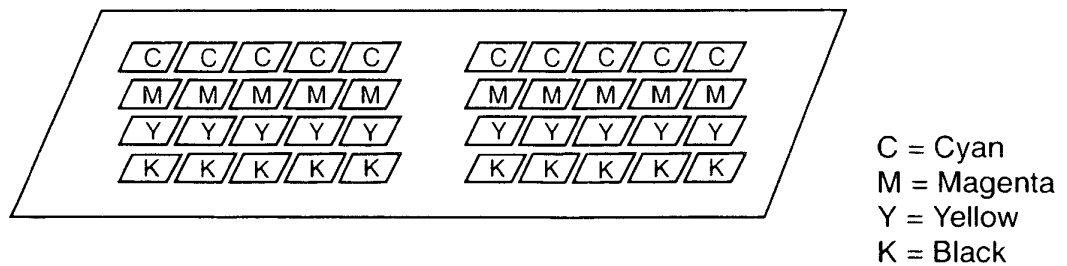 C C C C C C C C C C
M M M M M M M M M M
Y Y Y Y Y Y Y Y Y Y
K K K K K K K K K K
C = Cyan
M = Magenta
Y = Yellow
K = Black